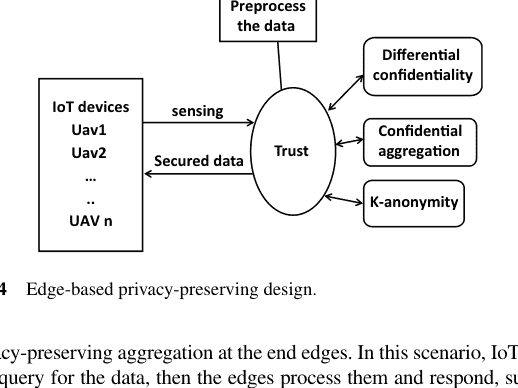 Preprocess
the data
IoT devices
Uav1
Uav2
...
..
UAV n
sensing
Secured data
Trust
Differential
confidentiality
Confidential
aggregation
K-anonymity
4 Edge-based privacy-preserving design.
acy-preserving aggregation at the end edges. In this scenario, IoT
query for the data, then the edges process them and respond, su